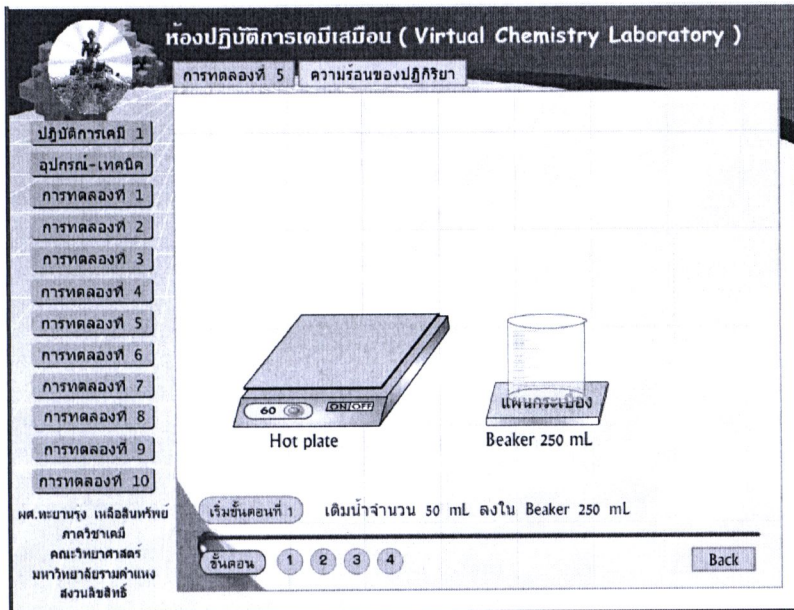 ห้องปฏิบัติการเคมีเสมือน ( Virtual Chemistry Laboratory )
การทดลองที่ 5
ความร้อนของปฏิกิริยา
ปฏิบัติการเคมี 1
อุปกรณ์-เทคนิค
การทดลองที่ 1
การทดลองที่ 2
การทดลองที่ 3
การทดลองที่ 4
การทดลองที่ 5
การทดลองที่ 6
การทดลองที่ 7
การทดลองที่ 8
การทดลองที่ 9
การทดลองที่ 10
ผศ.ทะยานรุ่ง เหลือสินทรัพย์
ภาควิชาเคมี
คณะวิทยาศาสตร์
มหาวิทยาลัยรามคำแหง
สงวนลิขสิทธิ์
60 ON/OFF
Hot plate
แผ่นกระเบื้อง
Beaker 250 mL
เริ่มขั้นตอนที่ 1 เติมน้ำจำนวน 50 mL ลงใน Beaker 250 mL
ขั้นตอน 1 2 3 4
Back